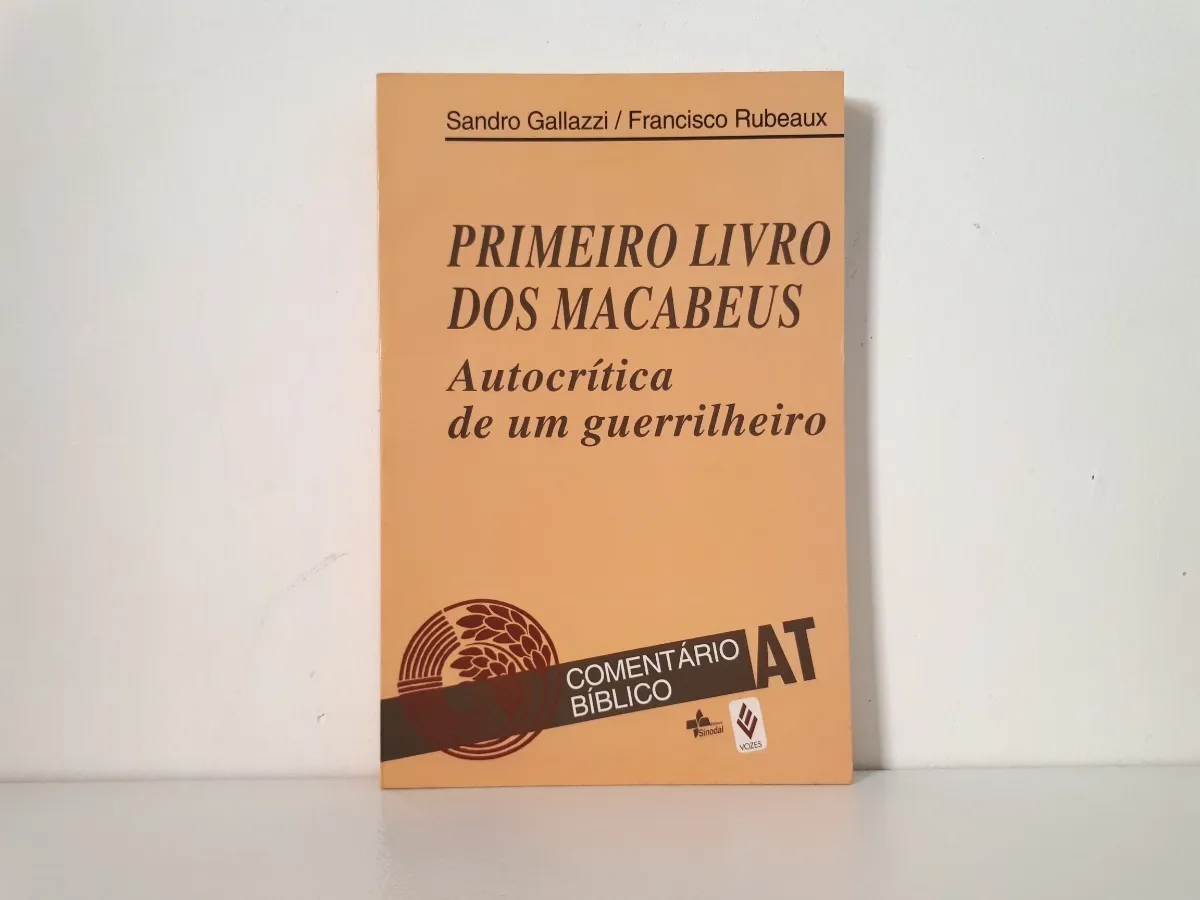 Sandro Gallazzi / Francisco Rubeaux
PRIMEIRO LIVRO
DOS MACABEUS
Autocrítica
de um guerrilheiro
COMENTÁRIO
BÍBLICO
AT
Sinodal
VOZES